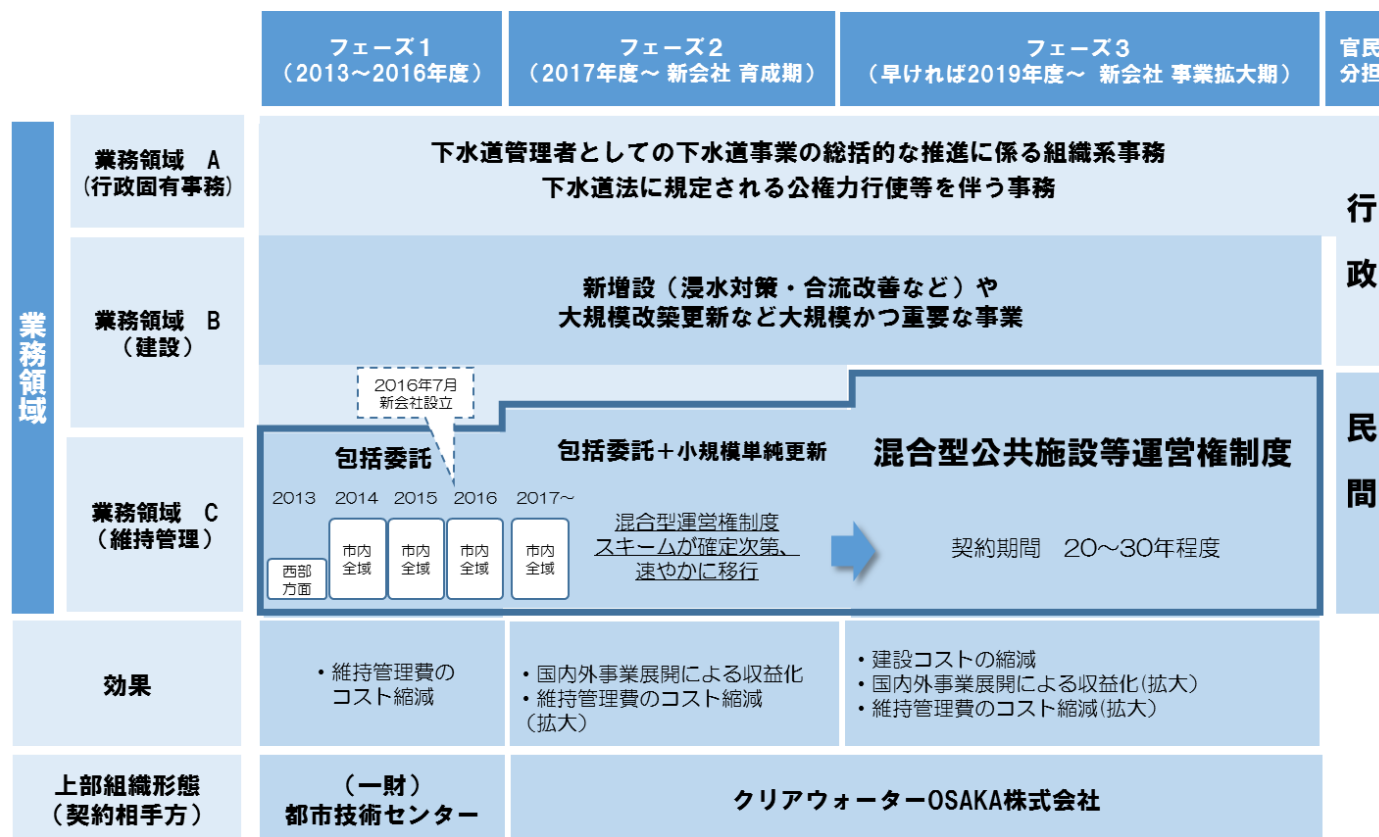 フェーズ1
（2013～2016年度）
フェーズ2
（2017年度～ 新会社 育成期）
フェーズ3
（早ければ2019年度～ 新会社 事業拡大期）
官民
分担
業務領域
業務領域　A
(行政固有事務)
下水道管理者としての下水道事業の総括的な推進に係る組織系事務
下水道法に規定される公権力行使等を伴う事務
行
政
業務領域　B
（建設）
新増設（浸水対策・合流改善など）や
大規模改築更新など大規模かつ重要な事業
2016年7月
新会社設立
民
間
業務領域　C
（維持管理）
包括委託
2013
2014
2015
2016
西部
方面
市内
全域
市内
全域
市内
全域
包括委託＋小規模単純更新
2017～
市内
全域
混合型運営権制度
スキームが確定次第、
速やかに移行
混合型公共施設等運営権制度
契約期間　20～30年程度
効果
・維持管理費の
コスト縮減
・国内外事業展開による収益化
・維持管理費のコスト縮減
（拡大）
・建設コストの縮減
・国内外事業展開による収益化(拡大)
・維持管理費のコスト縮減(拡大)
上部組織形態
（契約相手方）
（一財）
都市技術センター
クリアウォーターOSAKA株式会社